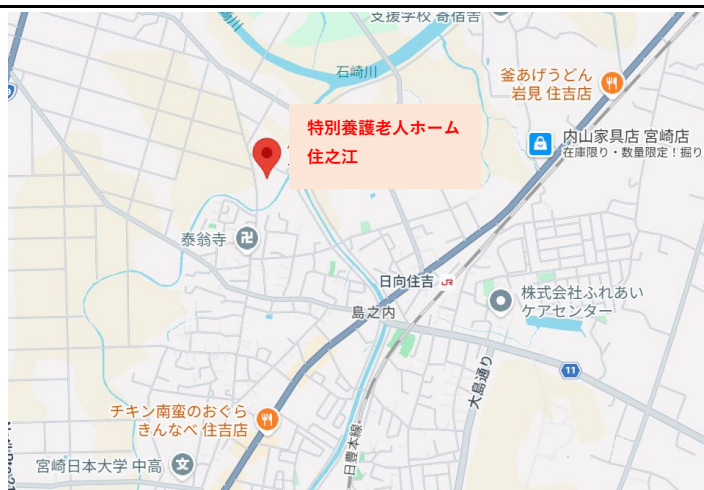 支援学校 寄宿舎
石崎川
釜あげうどん
岩見 住吉店
特別養護老人ホーム
住之江
内山家具店 宮崎店
在庫限り・数量限定！掘り
泰翁寺
日向住吉
JR
島之内
株式会社ふれあい
ケアセンター
11
大島通り
チキン南蛮のおぐら
きんなべ 住吉店
日豊本線
宮崎日本大学 中高